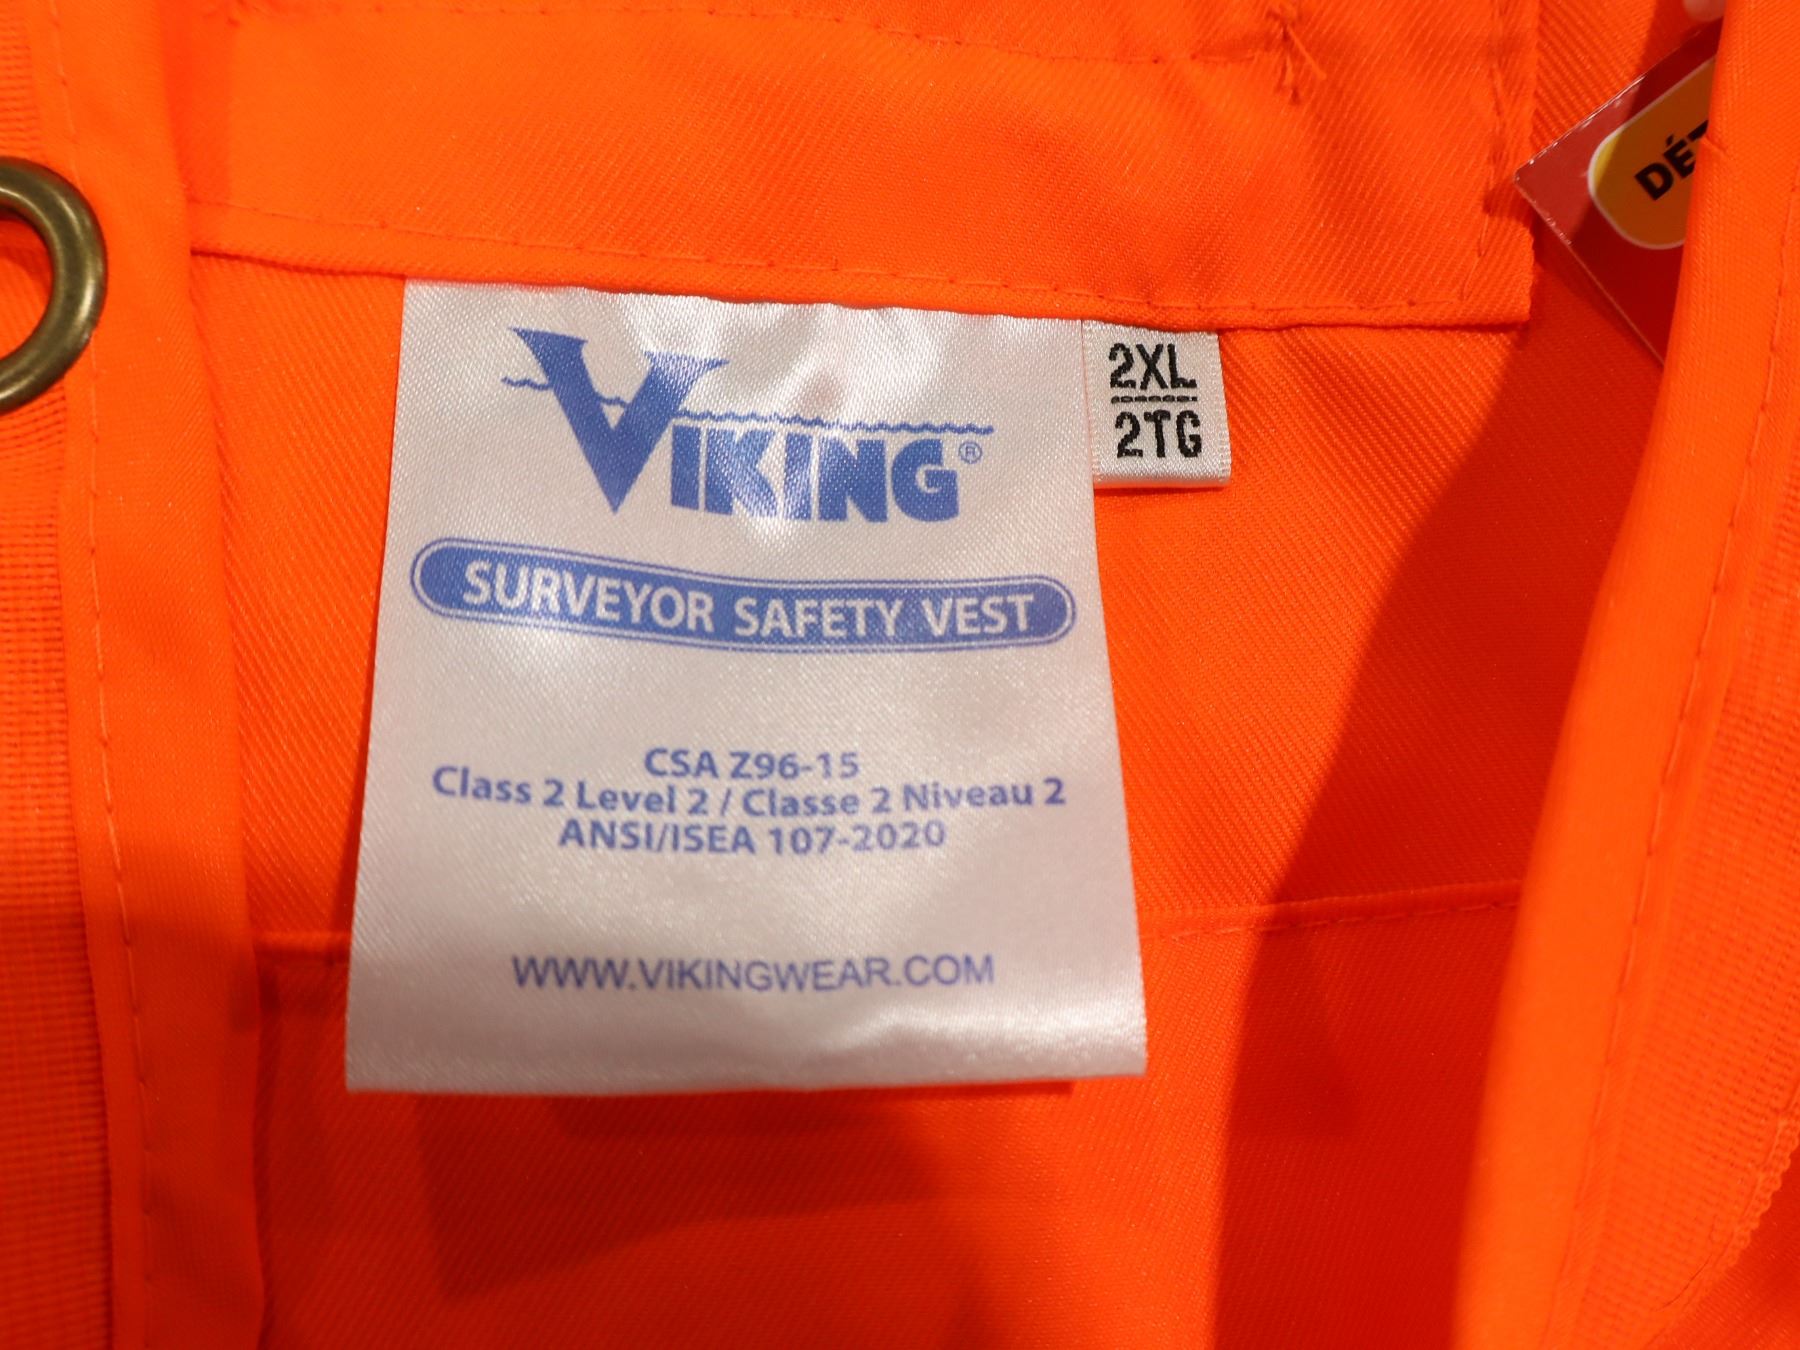 VIKING®
2XL
2TG
SURVEYOR SAFETY VEST
CSA Z96-15
Class 2 Level 2 / Classe 2 Niveau 2
ANSI/ISEA 107-2020
WWW.VIKINGWEAR.COM